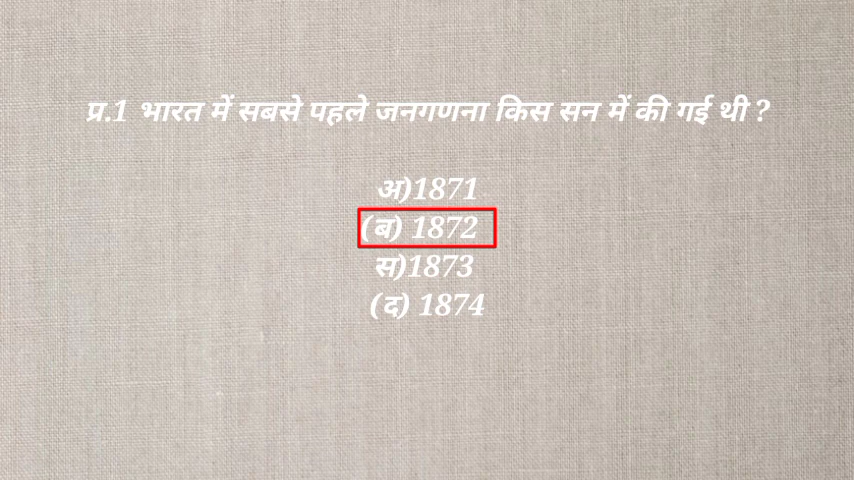 प्र.1 भारत में सबसे पहले जनगणना किस सन में की गई थी ?
अ)1871
(ब) 1872
स)1873
(द) 1874